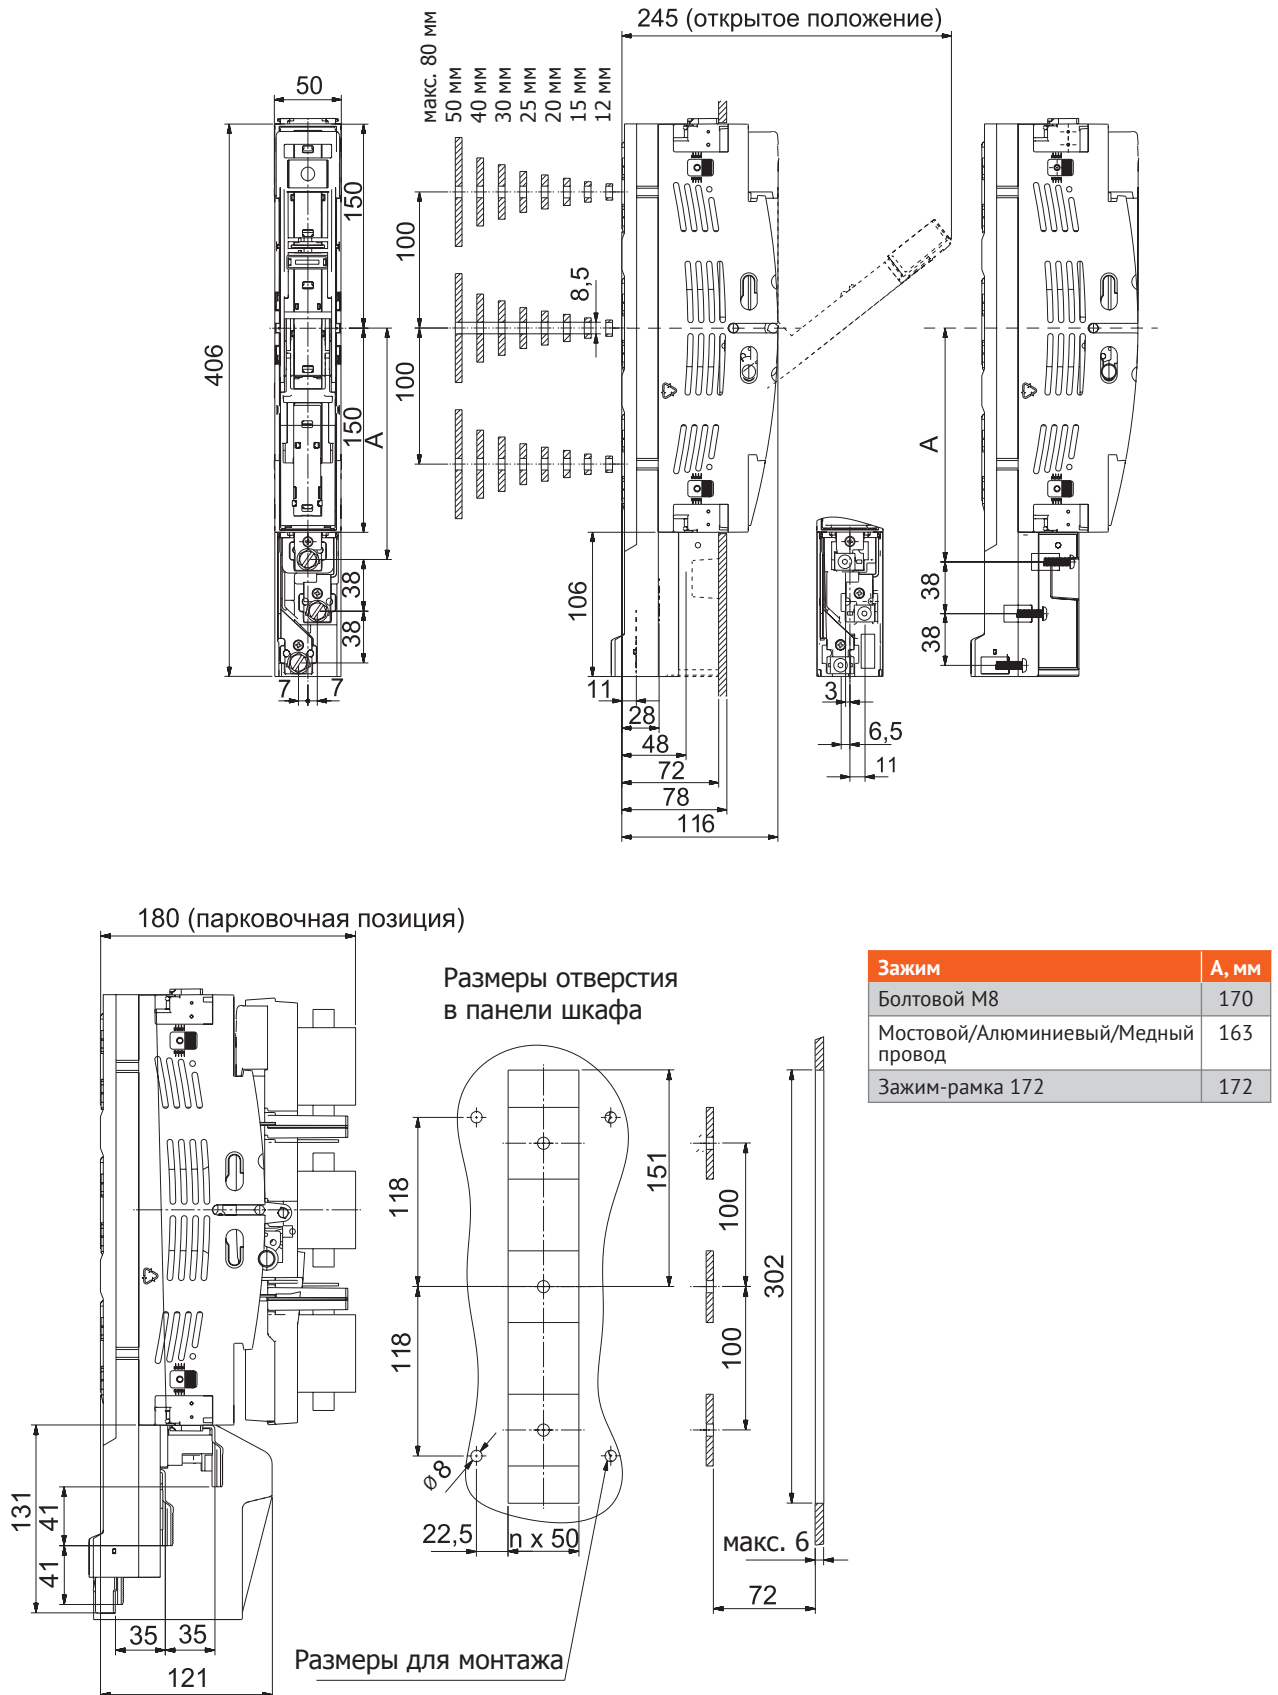 245 (открытое положение)
макс. 80 мм
50 мм
40 мм
30 мм
25 мм
20 мм
15 мм
12 мм
50
406
150
150
A
38
38
7
7
100
100
8,5
106
11
28
48
72
78
116
3
6,5
11
A
38
38
180 (парковочная позиция)
131
41
41
35
35
121
Размеры отверстия
в панели шкафа
118
118
151
ø 8
22,5
n x 50
Размеры для монтажа
100
100
302
макс. 6
72
Зажим
А, мм
Болтовой М8
170
Мостовой/Алюминиевый/Медный
провод
163
Зажим-рамка 172
172